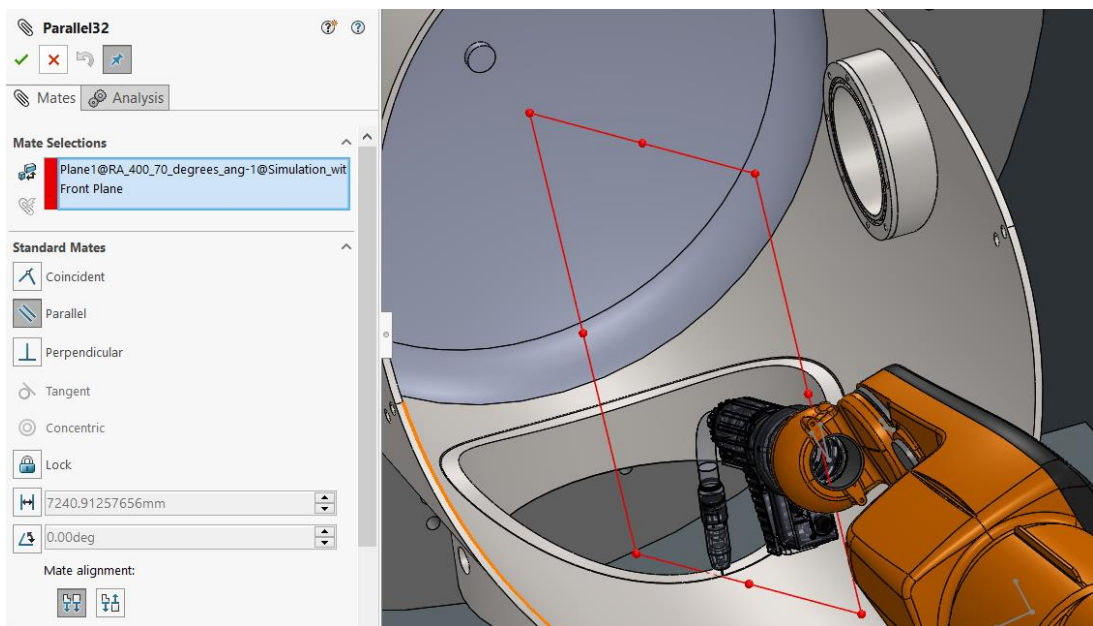 Parallel32
Mates
Analysis
Mate Selections
Plane1@RA_400_70_degrees_ang-1@Simulation_wit
Front Plane
Standard Mates
Coincident
Parallel
Perpendicular
Tangent
Concentric
Lock
7240.91257656mm
0.00deg
Mate alignment: